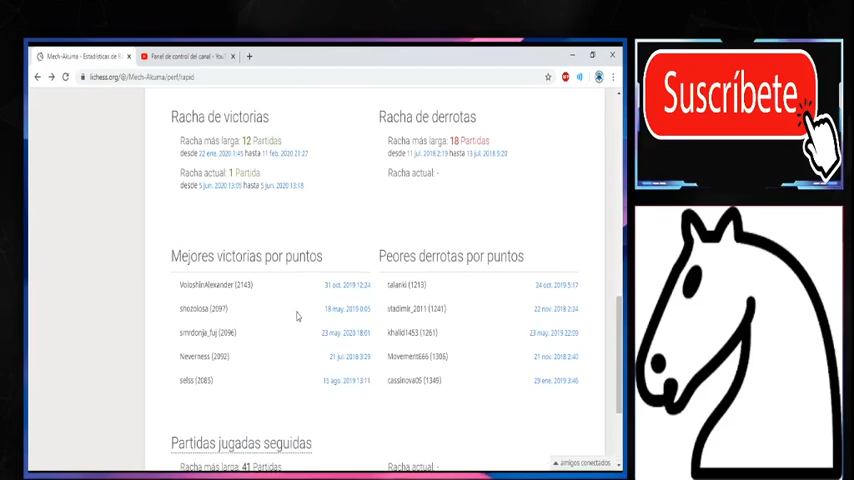 Mech-Akuma - Estadísticas de Ra
Panel de control del canal - YouT
lichess.org/@/Mech-Akuma/perf/rapid
Racha de victorias
Racha de derrotas
Racha más larga: 12 Partidas
Racha más larga: 18 Partidas
desde 22 ene. 2020 1:45 hasta 11 feb. 2020 21:27
desde 11 jul. 2018 2:19 hasta 13 jul. 2018 5:20
Racha actual: 1 Partida
Racha actual: -
desde 5 jun. 2020 13:05 hasta 5 jun. 2020 13:18
Mejores victorias por puntos
Peores derrotas por puntos
VoloshinAlexander (2143)
31 oct. 2019 12:24
talanki (1213)
24 oct. 2019 5:17
shozolosa (2097)
18 may. 2019 0:05
vladimir_2011 (1241)
22 nov. 2018 2:24
smrdonja_fuj (2096)
23 may. 2020 18:01
khalid1453 (1261)
23 may. 2019 22:09
Neverness (2092)
21 jul. 2018 3:29
Movement666 (1306)
21 nov. 2018 2:40
selss (2085)
15 ago. 2019 13:11
cassinova05 (1349)
29 ene. 2019 3:46
Partidas jugadas seguidas
Racha más larga: 41 Partidas
Racha actual: -
amigos conectados
Suscríbete